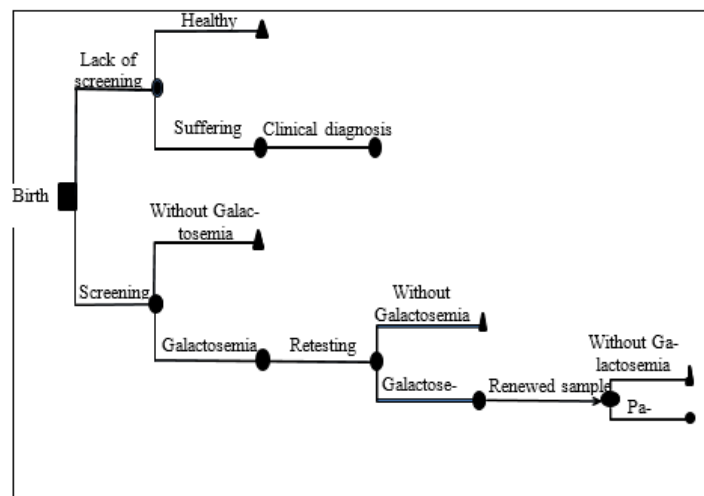 Healthy
Lack of
screening
Suffering
Clinical diagnosis
Birth
Without Galac-
tosemia
Screening
Galactosemia
Retesting
Without
Galactosemia
Galactose-
Renewed sample
Without Ga-
lactosemia
Pa-